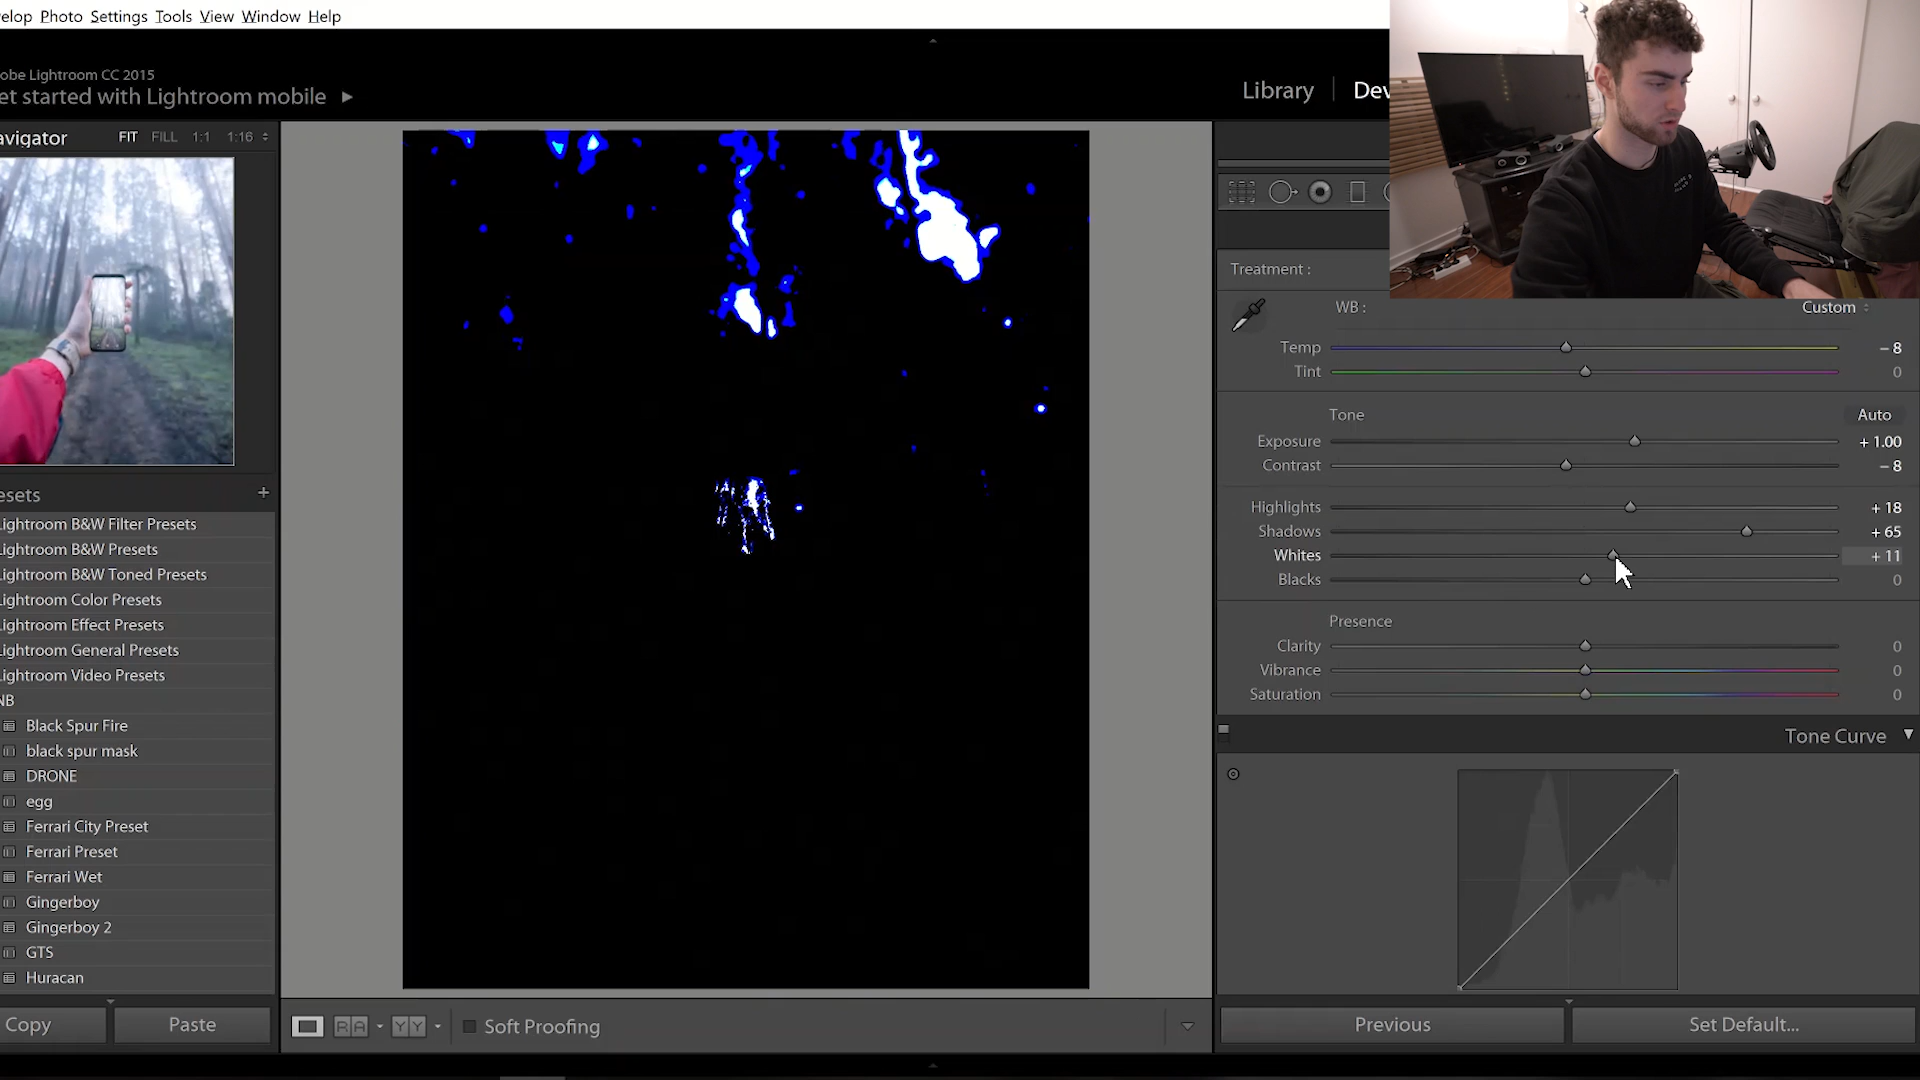 elop Photo Settings Tools View Window Help
obe Lightroom CC 2015
et started with Lightroom mobile
Library
Dev
avigator
FIT FILL 1:1 1:16
esets
+
ightroom B&W Filter Presets
ightroom B&W Presets
ightroom B&W Toned Presets
ightroom Color Presets
ightroom Effect Presets
ightroom General Presets
ightroom Video Presets
NB
Black Spur Fire
black spur mask
DRONE
egg
Ferrari City Preset
Ferrari Preset
Ferrari Wet
Gingerboy
Gingerboy 2
GTS
Huracan
Copy
Paste
R A
Y Y
Soft Proofing
Treatment :
WB :
Custom
Temp
– 8
Tint
0
Tone
Auto
Exposure
+ 1.00
Contrast
– 8
Highlights
+ 18
Shadows
+ 65
Whites
+ 11
Blacks
0
Presence
Clarity
0
Vibrance
0
Saturation
0
Tone Curve
Previous
Set Default...